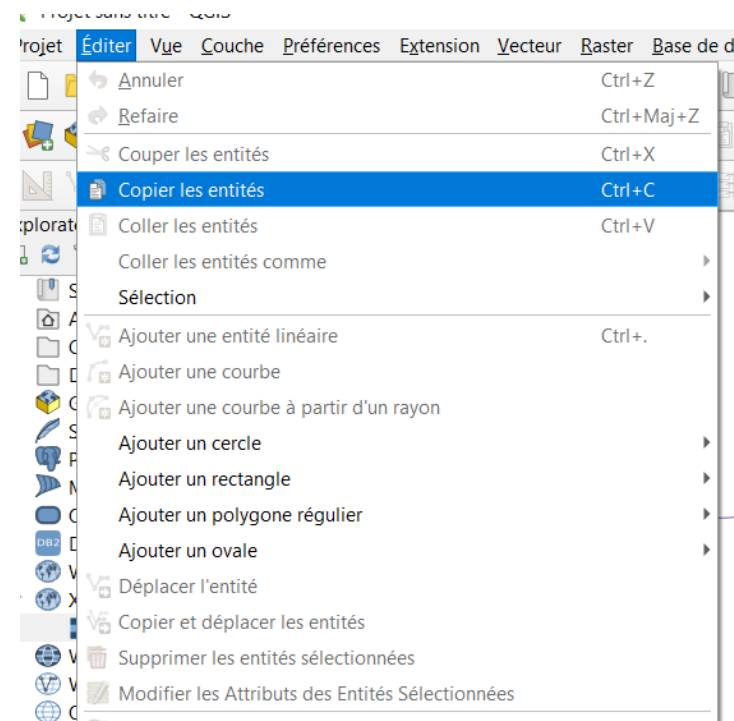 Projet sans titre - QGIS
Projet Éditer Vue Couche Préférences Extension Vecteur Raster Base de d
Annuler Ctrl+Z
Refaire Ctrl+Maj+Z
Couper les entités Ctrl+X
Copier les entités Ctrl+C
Coller les entités Ctrl+V
Coller les entités comme
Sélection
Ajouter une entité linéaire Ctrl+.
Ajouter une courbe
Ajouter une courbe à partir d'un rayon
Ajouter un cercle
Ajouter un rectangle
Ajouter un polygone régulier
Ajouter un ovale
DB2
Déplacer l'entité
Copier et déplacer les entités
Supprimer les entités sélectionnées
Modifier les Attributs des Entités Sélectionnées